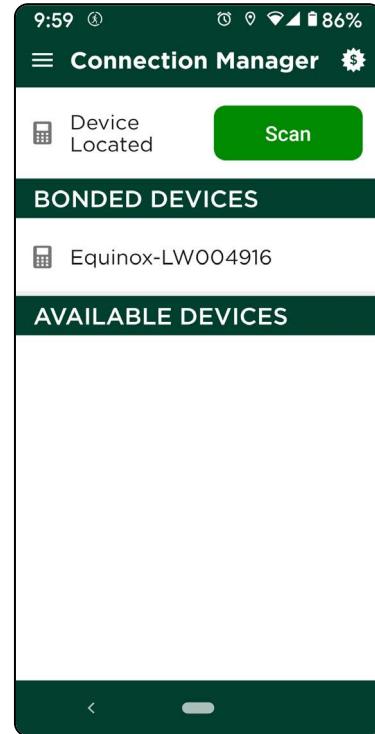 9:59 86%
Connection Manager $
Device
Located
Scan
BONDED DEVICES
Equinox-LW004916
AVAILABLE DEVICES